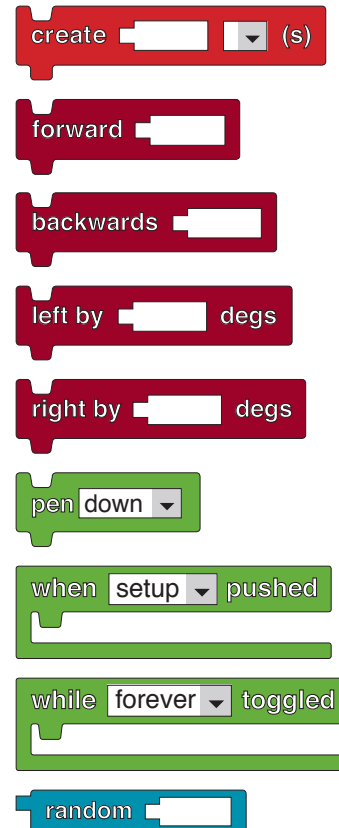 create (s)
forward
backwards
left by degs
right by degs
pen down
when setup pushed
while forever toggled
random